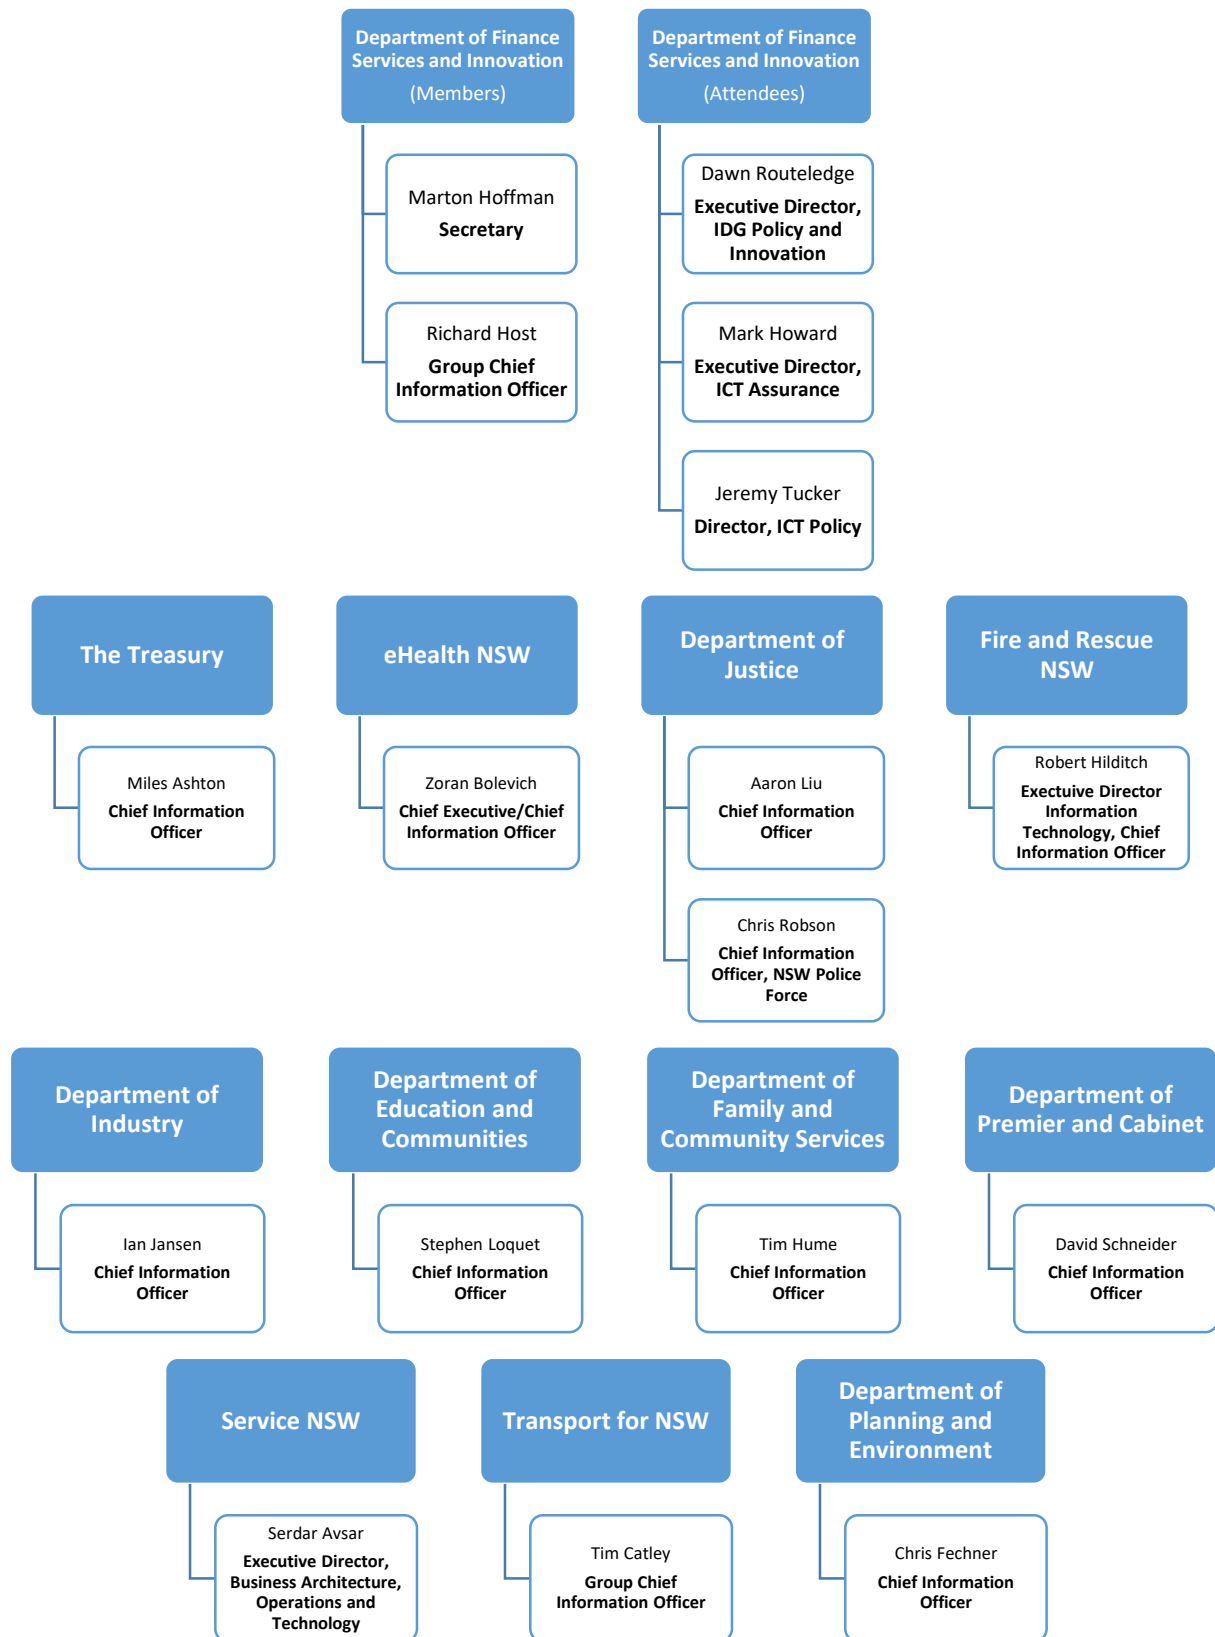 Department of Finance
Services and Innovation
(Members)
Marton Hoffman
Secretary
Richard Host
Group Chief
Information Officer
Department of Finance
Services and Innovation
(Attendees)
Dawn Routeledge
Executive Director,
IDG Policy and
Innovation
Mark Howard
Executive Director,
ICT Assurance
Jeremy Tucker
Director, ICT Policy
The Treasury
Miles Ashton
Chief Information
Officer
eHealth NSW
Zoran Bolevich
Chief Executive/Chief
Information Officer
Department of
Justice
Aaron Liu
Chief Information
Officer
Chris Robson
Chief Information
Officer, NSW Police
Force
Fire and Rescue
NSW
Robert Hilditch
Exectuive Director
Information
Technology, Chief
Information Officer
Department of
Industry
Ian Jansen
Chief Information
Officer
Department of
Education and
Communities
Stephen Loquet
Chief Information
Officer
Department of
Family and
Community Services
Tim Hume
Chief Information
Officer
Department of
Premier and Cabinet
David Schneider
Chief Information
Officer
Service NSW
Serdar Avsar
Executive Director,
Business Architecture,
Operations and
Technology
Transport for NSW
Tim Catley
Group Chief
Information Officer
Department of
Planning and
Environment
Chris Fechner
Chief Information
Officer